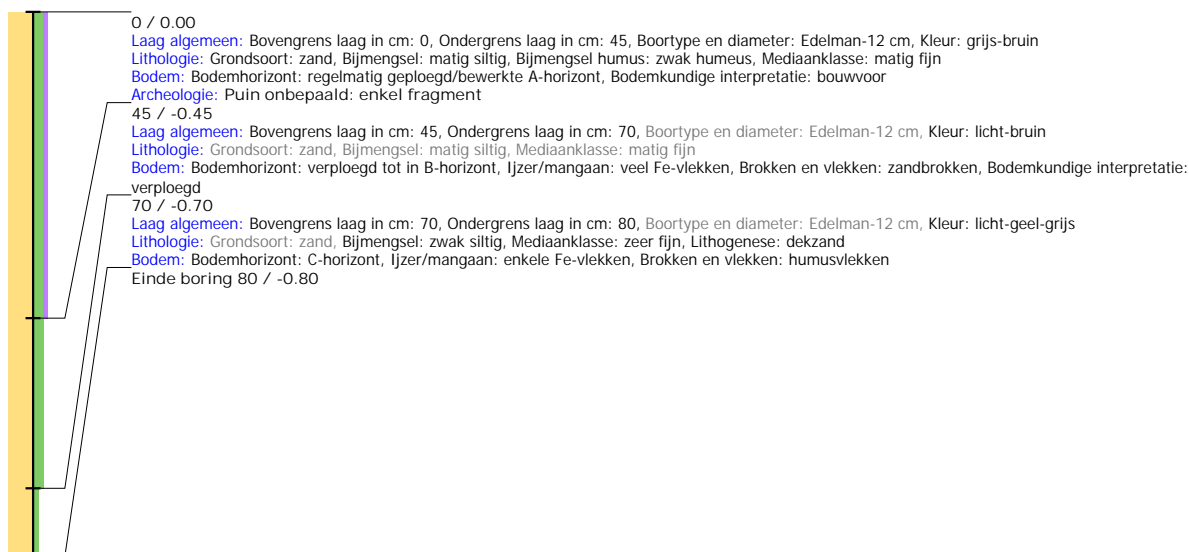 0 / 0.00
Laag algemeen: Bovengrens laag in cm: 0, Ondergrens laag in cm: 45, Boortype en diameter: Edelman-12 cm, Kleur: grijs-bruin
Lithologie: Grondsoort: zand, Bijmengsel: matig siltig, Bijmengsel humus: zwak humeus, Mediaanklasse: matig fijn
Bodem: Bodemhorizont: regelmatig geploegd/bewerkte A-horizont, Bodemkundige interpretatie: bouwvoor
Archeologie: Puin onbepaald: enkel fragment
45 / -0.45
Laag algemeen: Bovengrens laag in cm: 45, Ondergrens laag in cm: 70, Boortype en diameter: Edelman-12 cm, Kleur: licht-bruin
Lithologie: Grondsoort: zand, Bijmengsel: matig siltig, Mediaanklasse: matig fijn
Bodem: Bodemhorizont: verploegd tot in B-horizont, Ijzer/mangaan: veel Fe-vlekken, Brokken en vlekken: zandbrokken, Bodemkundige interpretatie:
verploegd
70 / -0.70
Laag algemeen: Bovengrens laag in cm: 70, Ondergrens laag in cm: 80, Boortype en diameter: Edelman-12 cm, Kleur: licht-geel-grijs
Lithologie: Grondsoort: zand, Bijmengsel: zwak siltig, Mediaanklasse: zeer fijn, Lithogenese: dekzand
Bodem: Bodemhorizont: C-horizont, Ijzer/mangaan: enkele Fe-vlekken, Brokken en vlekken: humusvlekken
Einde boring 80 / -0.80